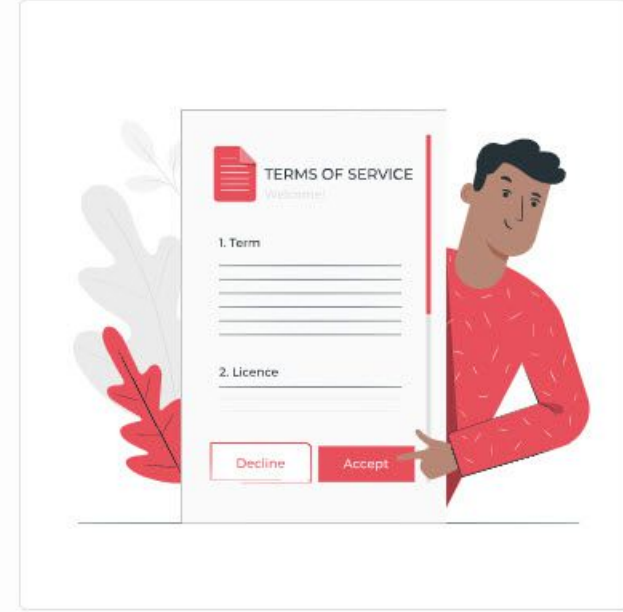 TERMS OF SERVICE
Welcome!
1. Term
2. Licence
Decline
Accept